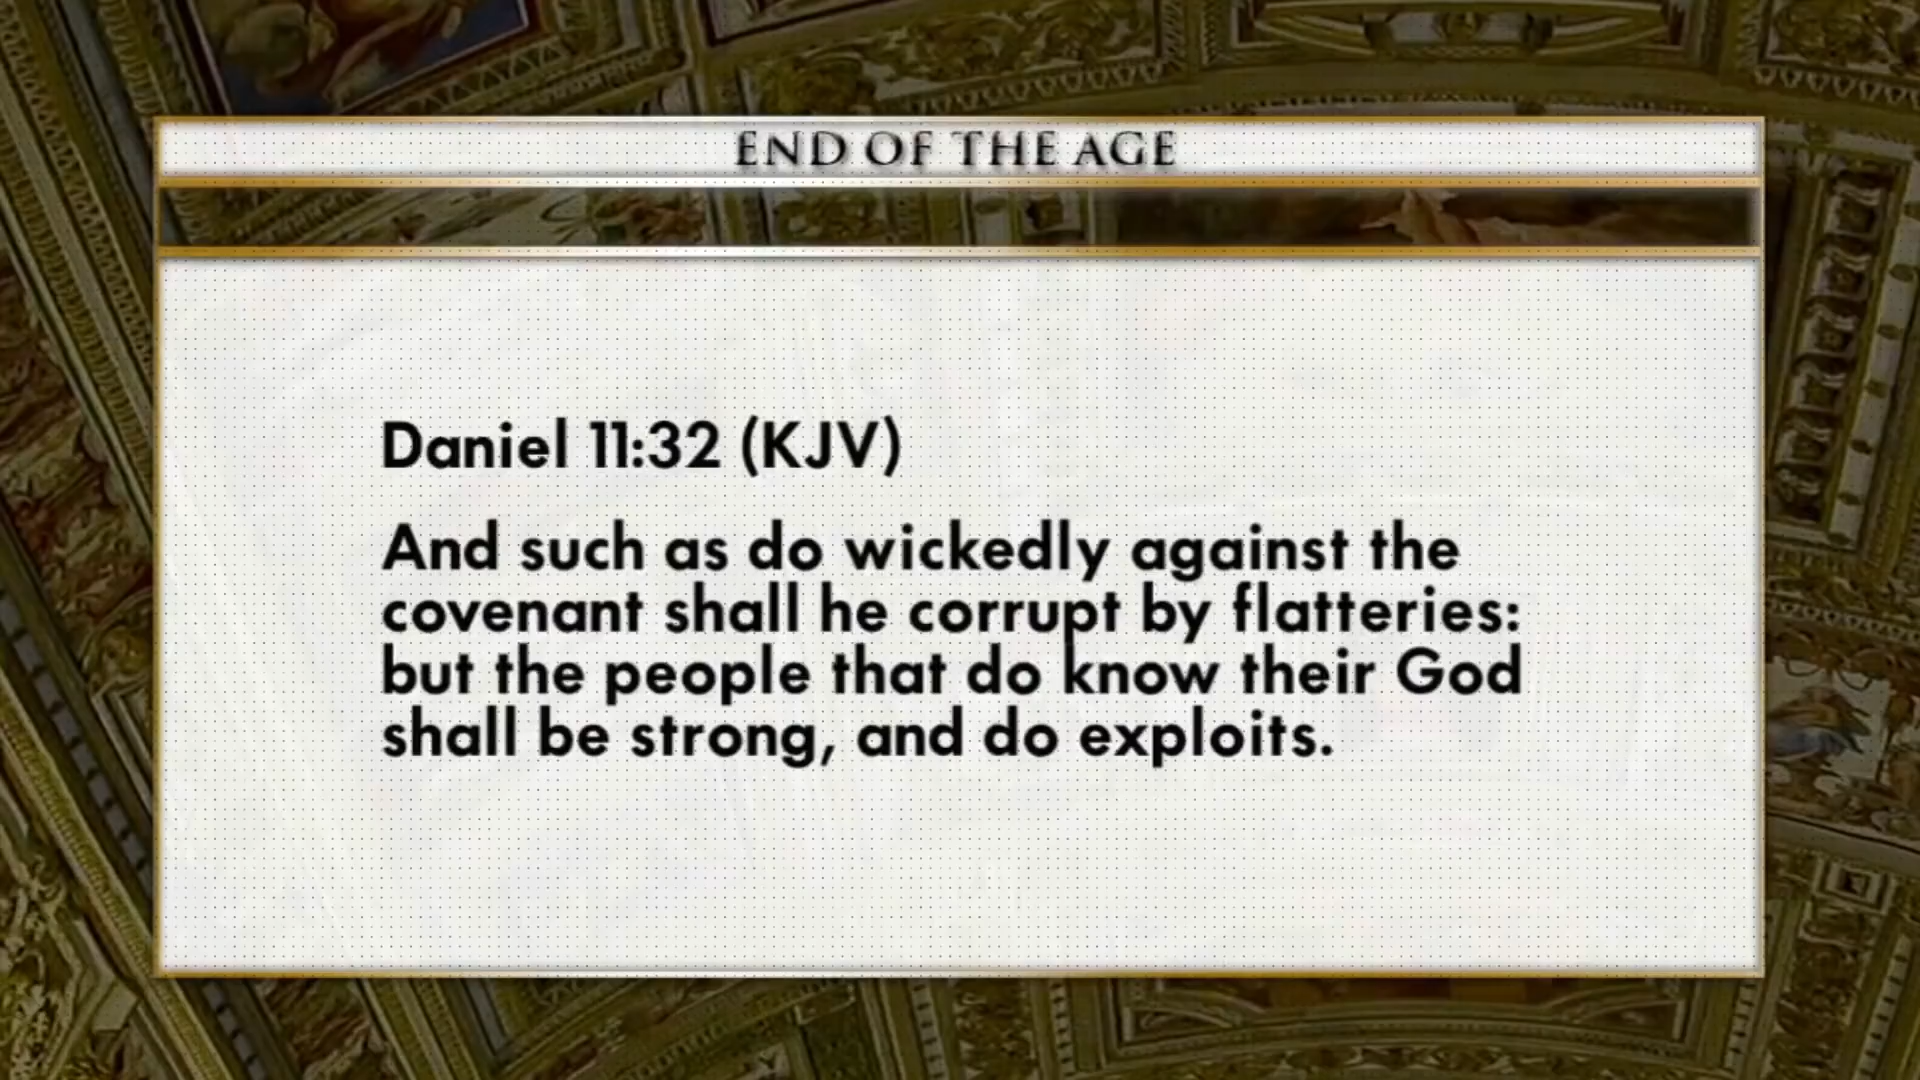 END OF THE AGE
Daniel 11:32 (KJV)
And such as do wickedly against the
covenant shall he corrupt by flatteries:
but the people that do know their God
shall be strong, and do exploits.